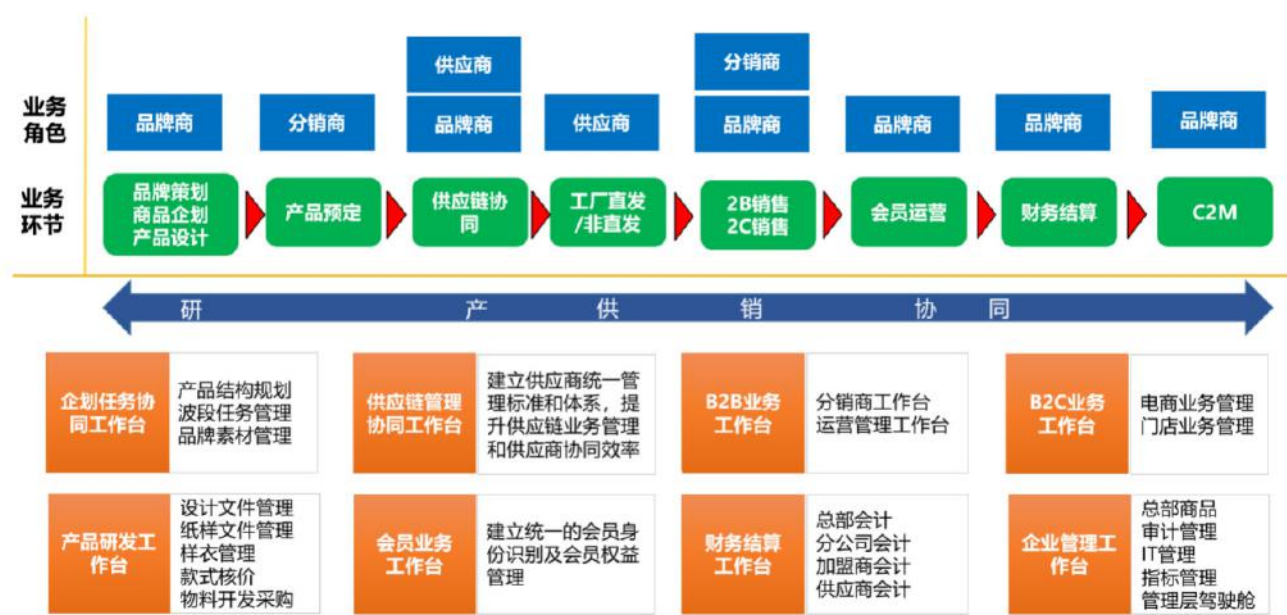 供应商
分销商
业务
角色
品牌商
分销商
品牌商
供应商
品牌商
品牌商
品牌商
品牌商
业务
环节
品牌策划
商品企划
产品设计
产品预定
供应链协
同
工厂直发
/非直发
2B销售
2C销售
会员运营
财务结算
C2M
研 产 供 销 协 同
企划任务协
同工作台
产品结构规划
波段任务管理
品牌素材管理
供应链管理
协同工作台
建立供应商统一管
理标准和体系，提
升供应链业务管理
和供应商协同效率
B2B业务
工作台
分销商工作台
运营管理工作台
B2C业务
工作台
电商业务管理
门店业务管理
产品研发工
作台
设计文件管理
纸样文件管理
样衣管理
款式核价
物料开发采购
会员业务
工作台
建立统一的会员身
份识别及会员权益
管理
财务结算
工作台
总部会计
分公司会计
加盟商会计
供应商会计
企业管理工
作台
总部商品
审计管理
IT管理
指标管理
管理层驾驶舱